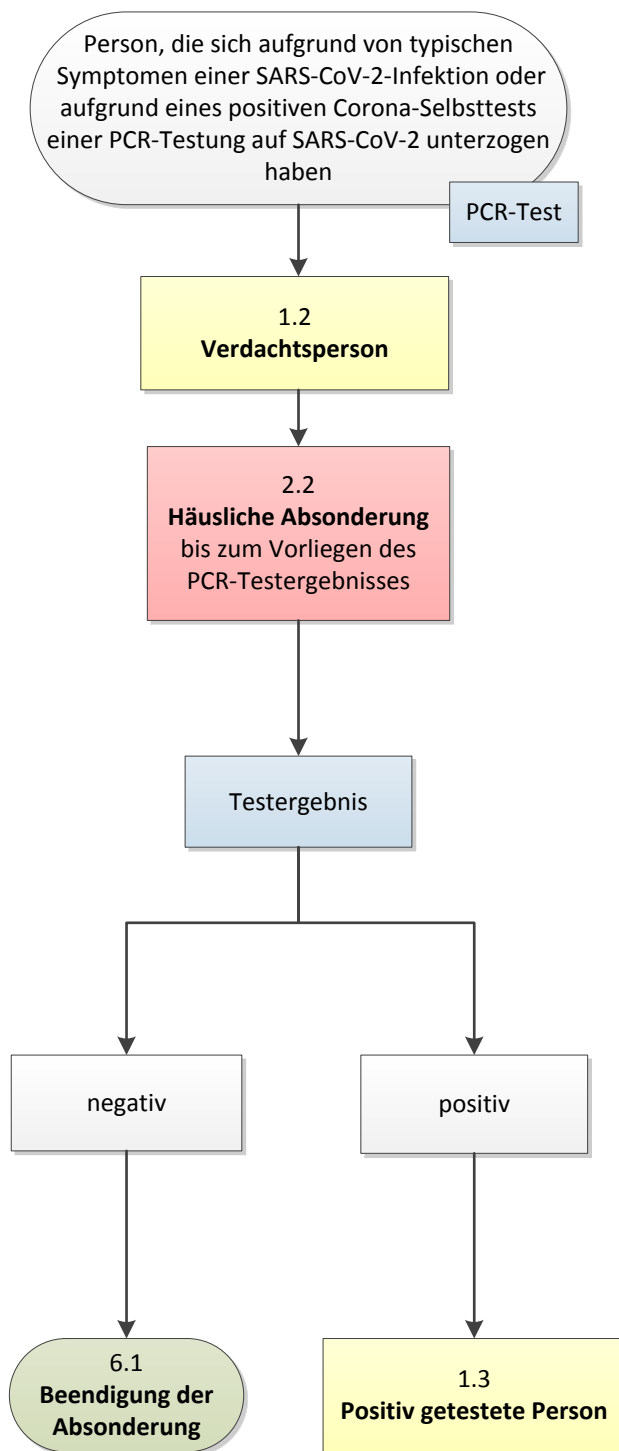 Person, die sich aufgrund von typischen
Symptomen einer SARS-CoV-2-Infektion oder
aufgrund eines positiven Corona-Selbsttests
einer PCR-Testung auf SARS-CoV-2 unterzogen
haben
PCR-Test
1.2
Verdachtsperson
2.2
Häusliche Absonderung
bis zum Vorliegen des
PCR-Testergebnisses
Testergebnis
negativ
positiv
6.1
Beendigung der
Absonderung
1.3
Positiv getestete Person